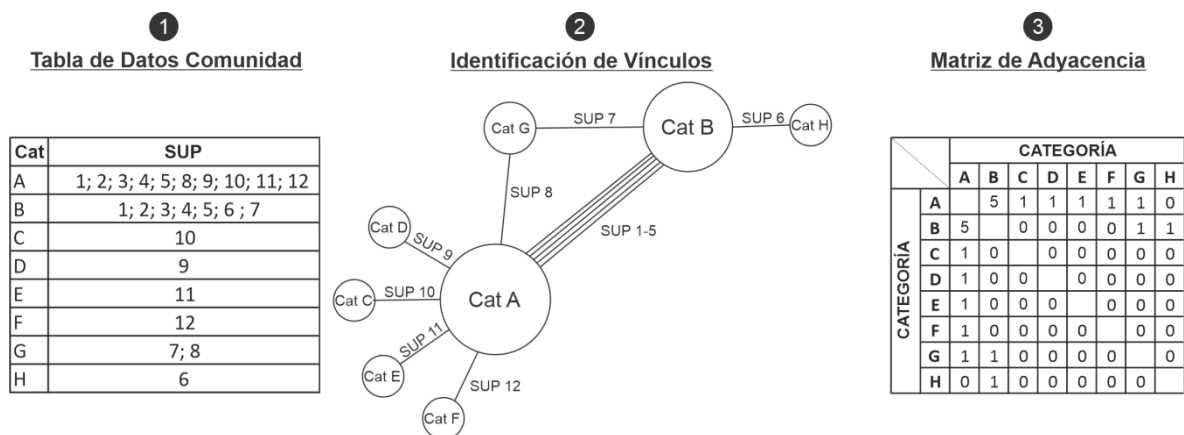 1
Tabla de Datos Comunidad
Cat SUP
A 1; 2; 3; 4; 5; 8; 9; 10; 11; 12
B 1; 2; 3; 4; 5; 6 ; 7
C 10
D 9
E 11
F 12
G 7; 8
H 6
2
Identificación de Vínculos
Cat G
SUP 7
Cat B
SUP 6
Cat H
SUP 8
SUP 1-5
Cat D
SUP 9
Cat C
SUP 10
Cat A
SUP 11
Cat E
SUP 12
Cat F
3
Matriz de Adyacencia
CATEGORÍA
A B C D E F G H
CATEGORÍA
A 5 1 1 1 1 1 0
B 5 0 0 0 0 1 1
C 1 0 0 0 0 0 0
D 1 0 0 0 0 0 0
E 1 0 0 0 0 0 0
F 1 0 0 0 0 0 0
G 1 1 0 0 0 0 0
H 0 1 0 0 0 0 0